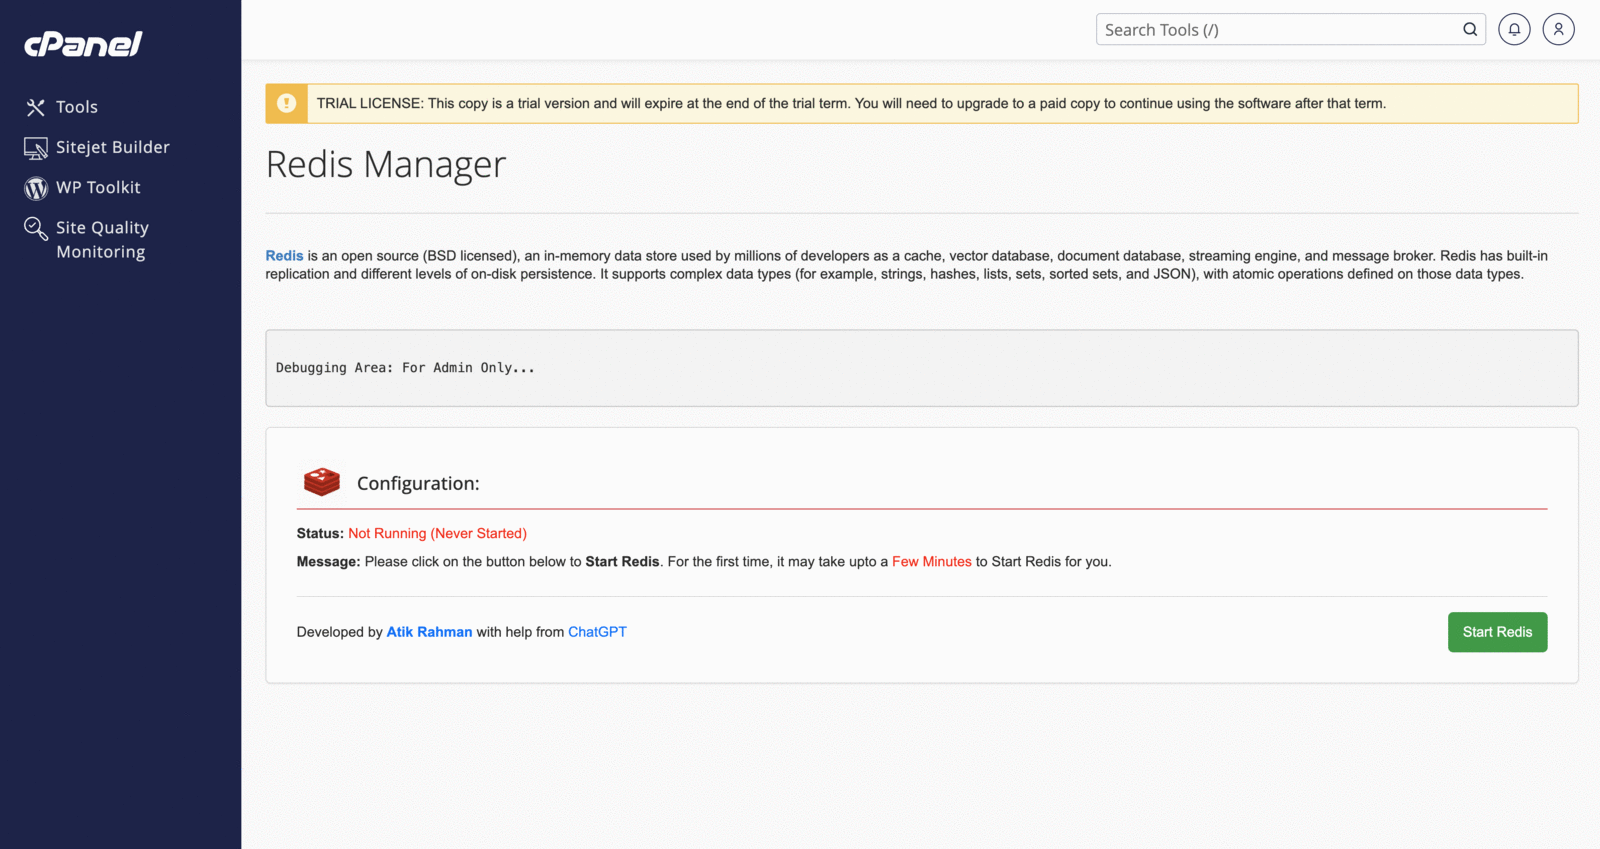 cPanel
Search Tools (/)
Tools
Sitejet Builder
WP Toolkit
Site Quality
Monitoring
TRIAL LICENSE: This copy is a trial version and will expire at the end of the trial term. You will need to upgrade to a paid copy to continue using the software after that term.
Redis Manager
Redis is an open source (BSD licensed), an in-memory data store used by millions of developers as a cache, vector database, document database, streaming engine, and message broker. Redis has built-in
replication and different levels of on-disk persistence. It supports complex data types (for example, strings, hashes, lists, sets, sorted sets, and JSON), with atomic operations defined on those data types.
Debugging Area: For Admin Only...
Configuration:
Status: Not Running (Never Started)
Message: Please click on the button below to Start Redis. For the first time, it may take upto a Few Minutes to Start Redis for you.
Developed by Atik Rahman with help from ChatGPT
Start Redis